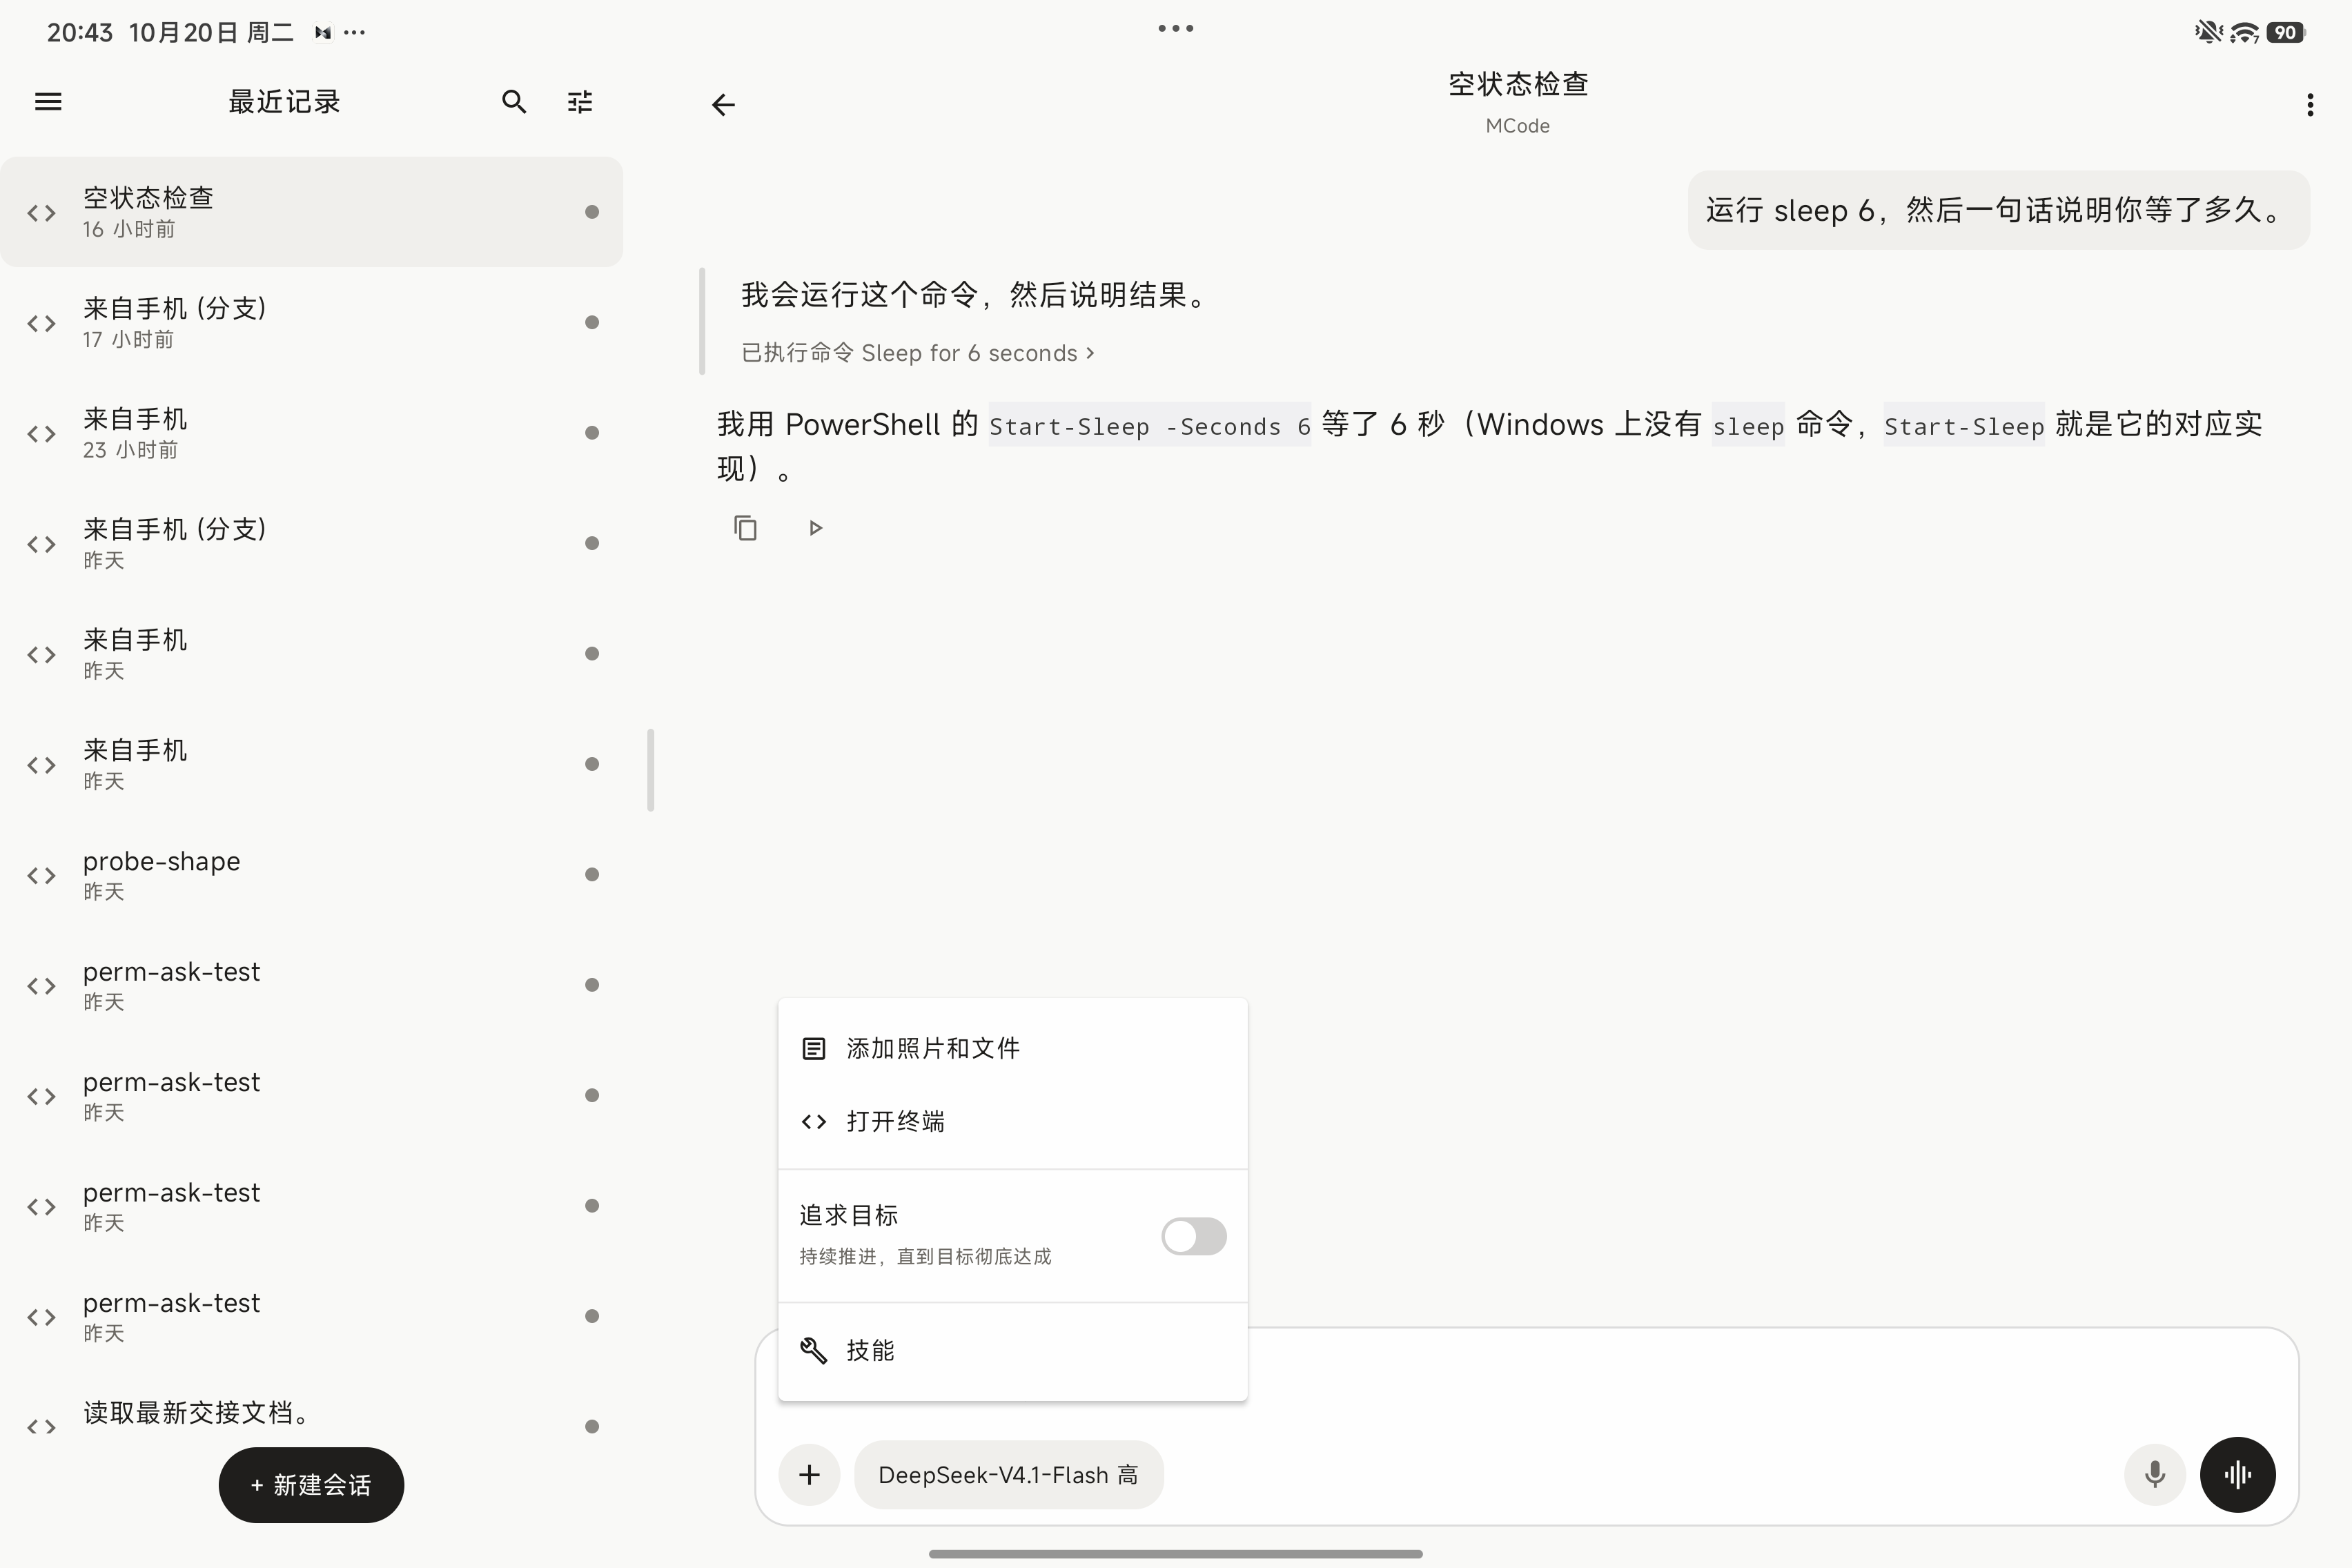 20:43 10月20日 周二
90
最近记录
空状态检查
16 小时前
来自手机 (分支)
17 小时前
来自手机
23 小时前
来自手机 (分支)
昨天
来自手机
昨天
来自手机
昨天
probe-shape
昨天
perm-ask-test
昨天
perm-ask-test
昨天
perm-ask-test
昨天
perm-ask-test
昨天
读取最新交接文档。
+ 新建会话
空状态检查
MCode
运行 sleep 6，然后一句话说明你等了多久。
我会运行这个命令，然后说明结果。
已执行命令 Sleep for 6 seconds
我用 PowerShell 的 Start-Sleep -Seconds 6 等了 6 秒（Windows 上没有 sleep 命令，Start-Sleep 就是它的对应实
现）。
添加照片和文件
打开终端
追求目标
持续推进，直到目标彻底达成
技能
DeepSeek-V4.1-Flash 高